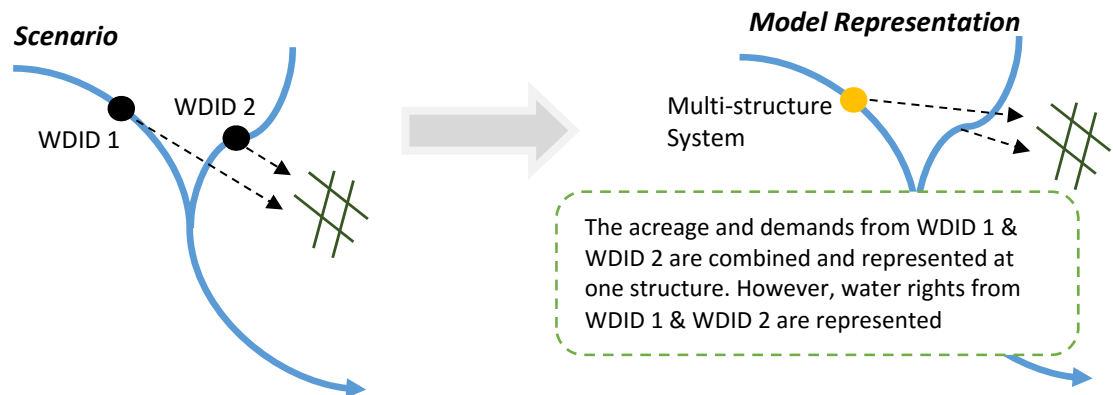 Scenario
WDID 1
WDID 2
Model Representation
Multi-structure
System
The acreage and demands from WDID 1 &
WDID 2 are combined and represented at
one structure. However, water rights from
WDID 1 & WDID 2 are represented